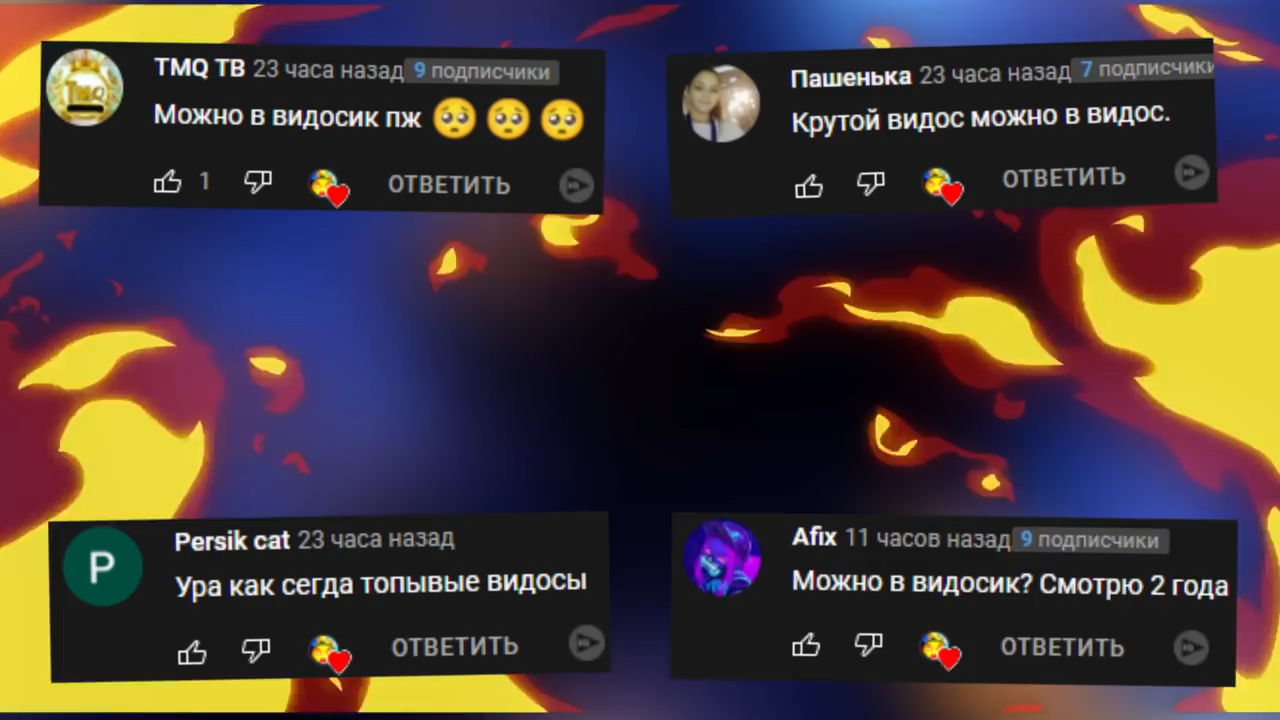 TMQ ТВ 23 часа назад 9 подписчики
Можно в видосик пж 🥺 🥺 🥺
1 ОТВЕТИТЬ
Пашенька 23 часа назад 7 подписчики
Крутой видос можно в видос.
ОТВЕТИТЬ
Persik cat 23 часа назад
Ура как сегда топывые видосы
ОТВЕТИТЬ
Afix 11 часов назад 9 подписчики
Можно в видосик? Смотрю 2 года
ОТВЕТИТЬ
TMQ
P